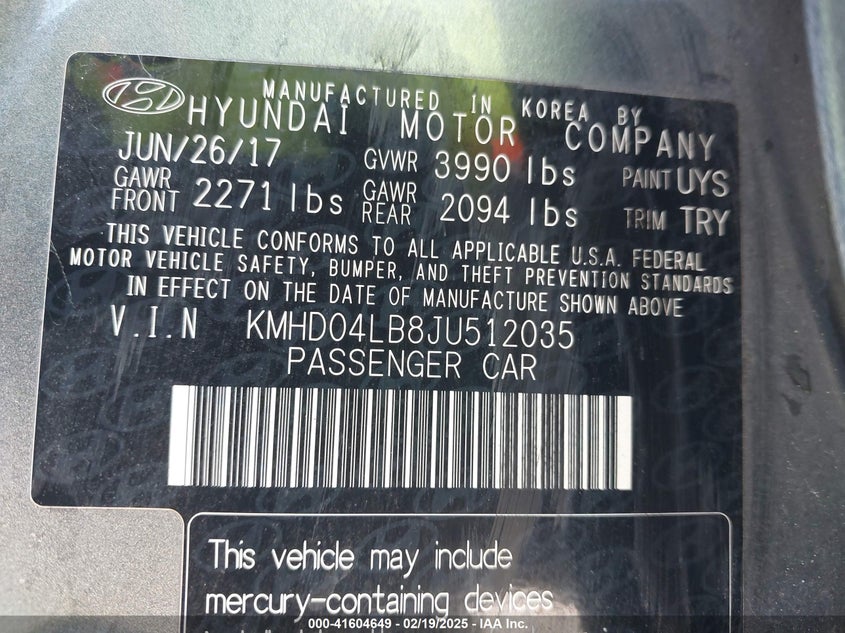 MANUFACTURED IN KOREA BY
HYUNDAI MOTOR COMPANY
JUN/26/17 GVWR 3990 lbs PAINT UYS
GAWR FRONT 2271 lbs GAWR REAR 2094 lbs TRIM TRY
THIS VEHICLE CONFORMS TO ALL APPLICABLE U.S.A. FEDERAL
MOTOR VEHICLE SAFETY, BUMPER, AND THEFT PREVENTION STANDARDS
IN EFFECT ON THE DATE OF MANUFACTURE SHOWN ABOVE
V.I.N KMHD04LB8JU512035
PASSENGER CAR
This vehicle may include
mercury-containing devices
000-41604649 – 02/19/2025 – IAA Inc.